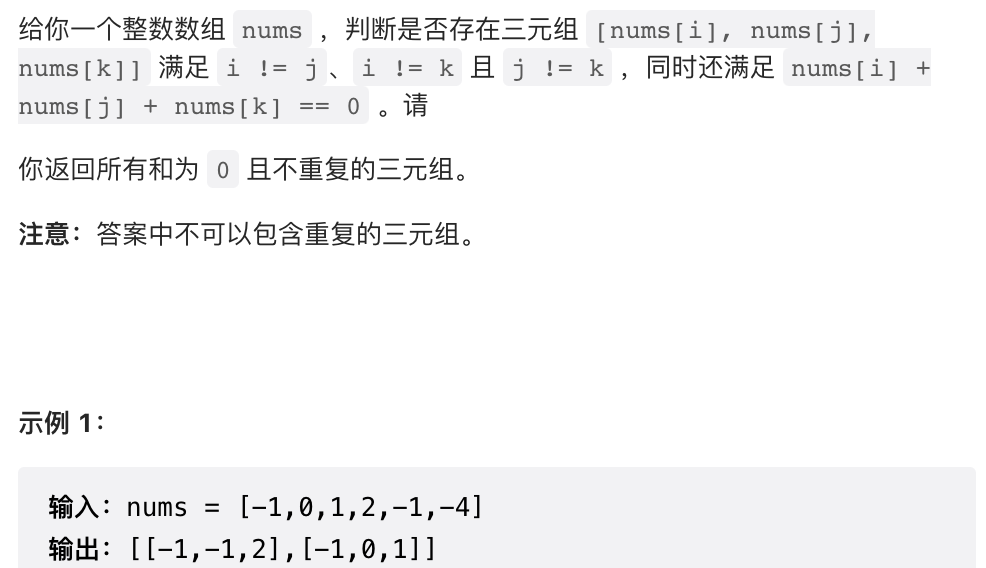 给你一个整数数组 nums ，判断是否存在三元组 [nums[i], nums[j],
nums[k]] 满足 i != j、i != k 且 j != k ，同时还满足 nums[i] +
nums[j] + nums[k] == 0 。请
你返回所有和为 0 且不重复的三元组。
注意：答案中不可以包含重复的三元组。
示例 1：
输入：nums = [-1,0,1,2,-1,-4]
输出：[[-1,-1,2],[-1,0,1]]